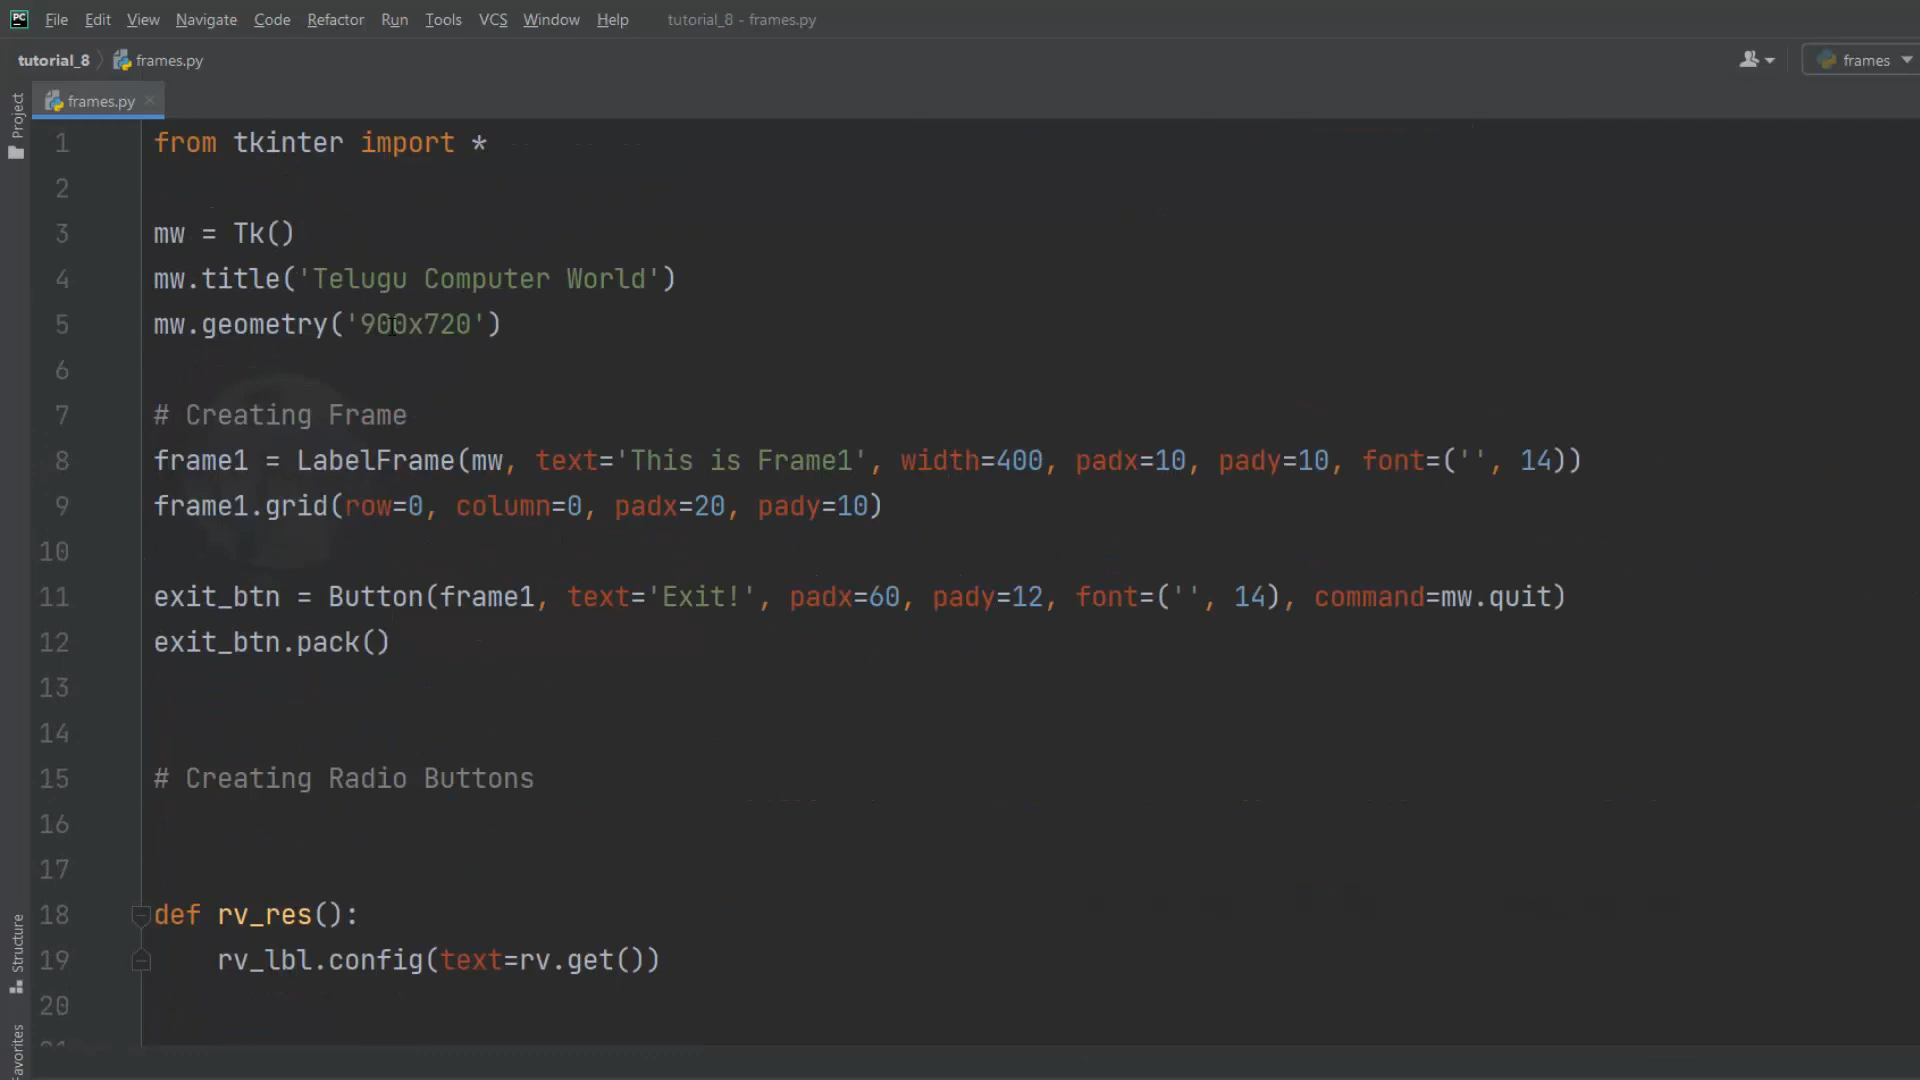 PC File Edit View Navigate Code Refactor Run Tools VCS Window Help tutorial_8 - frames.py
tutorial_8 frames.py frames
frames.py
Project
1 from tkinter import *
2
3 mw = Tk()
4 mw.title('Telugu Computer World')
5 mw.geometry('900x720')
6
7 # Creating Frame
8 frame1 = LabelFrame(mw, text='This is Frame1', width=400, padx=10, pady=10, font=('', 14))
9 frame1.grid(row=0, column=0, padx=20, pady=10)
10
11 exit_btn = Button(frame1, text='Exit!', padx=60, pady=12, font=('', 14), command=mw.quit)
12 exit_btn.pack()
13
14
15 # Creating Radio Buttons
16
17
18 def rv_res():
19 rv_lbl.config(text=rv.get())
20
Structure
Favorites